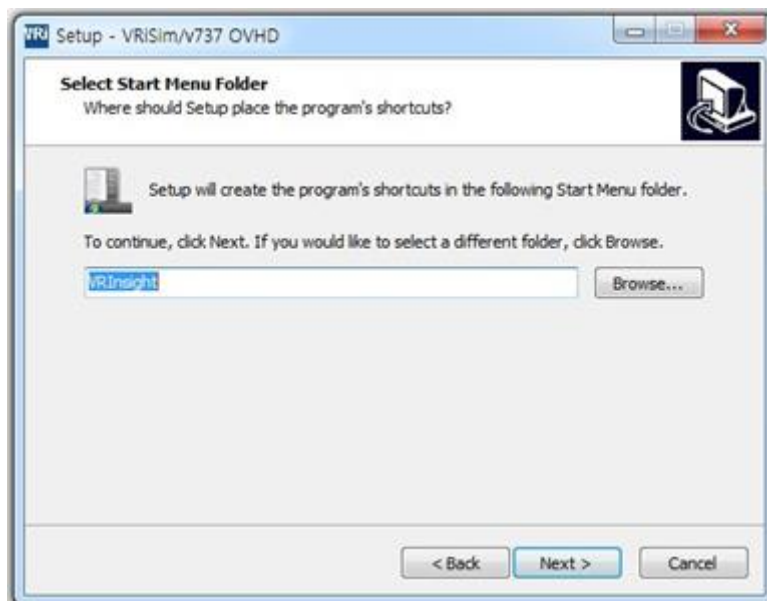 VRi Setup - VRiSim/v737 OVHD
Select Start Menu Folder
Where should Setup place the program's shortcuts?
Setup will create the program's shortcuts in the following Start Menu folder.
To continue, click Next. If you would like to select a different folder, click Browse.
VRInsight Browse...
< Back Next > Cancel